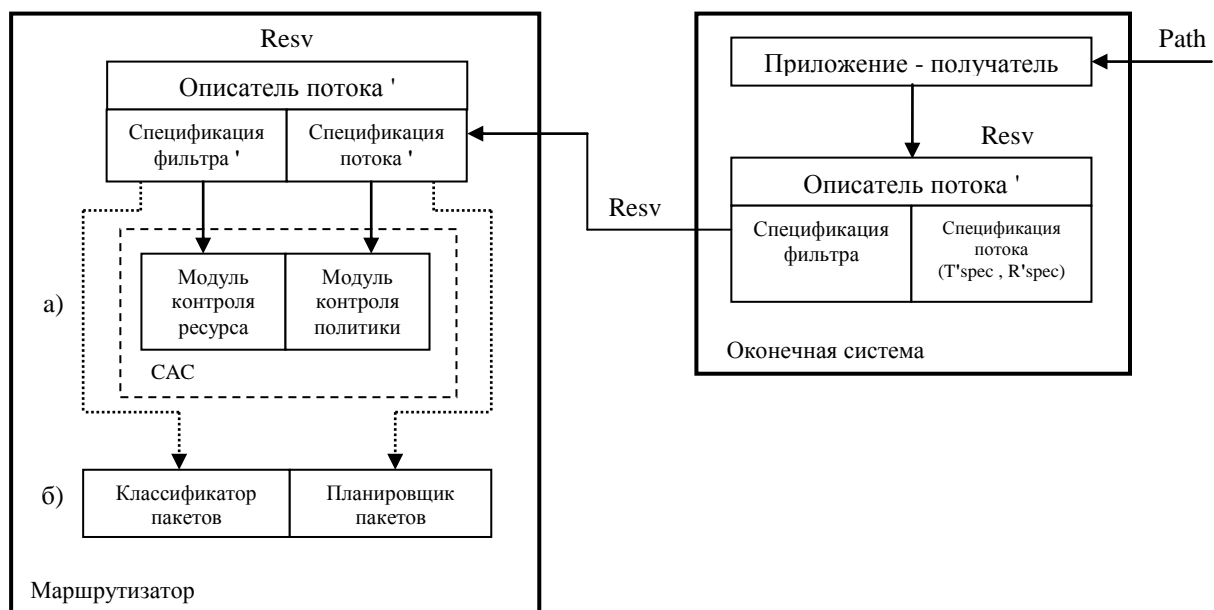 Resv
Описатель потока '
Спецификация
фильтра '
Спецификация
потока '
а)
Модуль
контроля
ресурса
Модуль
контроля
политики
CAC
б)
Классификатор
пакетов
Планировщик
пакетов
Маршрутизатор
Resv
Path
Приложение - получатель
Resv
Описатель потока '
Спецификация
фильтра
Спецификация
потока
(T'spec , R'spec)
Оконечная система